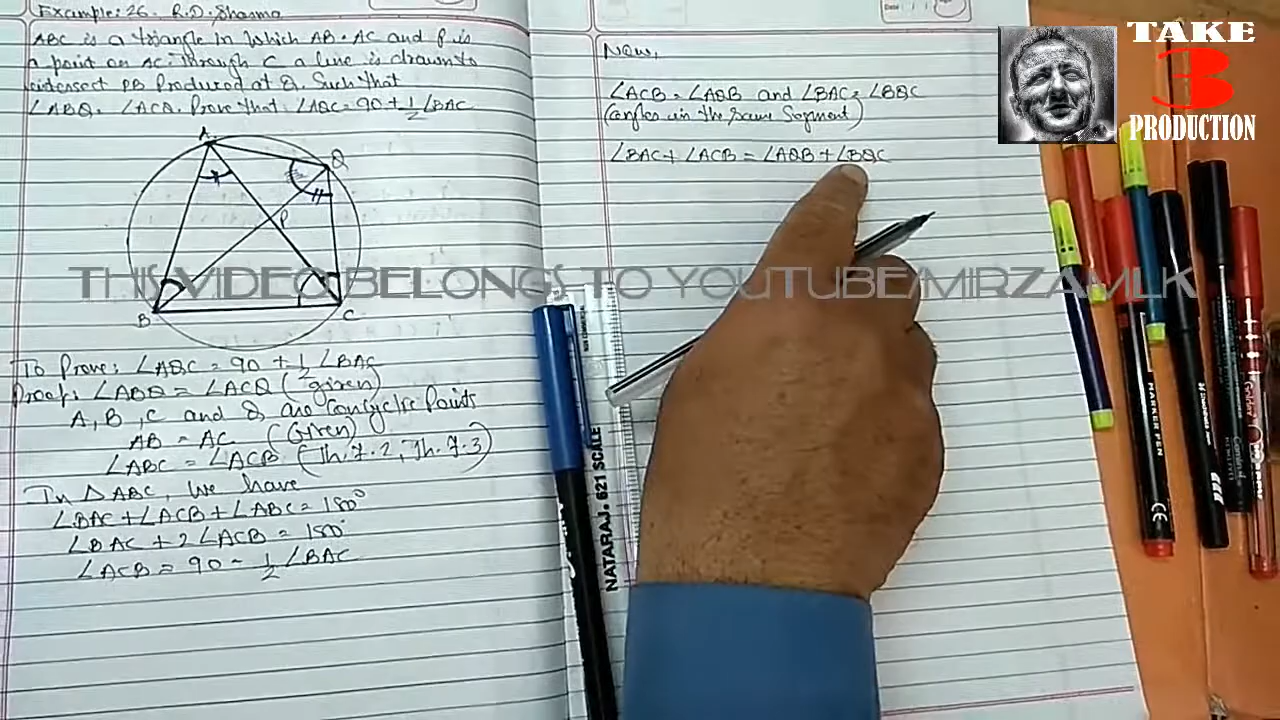 Example: 26. R.D. Sharma
ABC is a triangle in which AB = AC and P is
a point on AC. Through C a line is drawn to
intersect PB Produced at Q. Such that
∠ABQ = ∠ACQ. Prove that ∠AQC = 90 + 1/2 ∠BAC
A
Q
P
B
C
To Prove: ∠AQC = 90 + 1/2 ∠BAC
Proof: ∠ABQ = ∠ACQ (given)
A, B, C and Q are Concyclic Points
AB = AC (Given)
∠ABC = ∠ACB (Th. 7.2, Th. 7.3)
In △ABC, We have
∠BAC + ∠ACB + ∠ABC = 180°
∠BAC + 2∠ACB = 180°
∠ACB = 90 - 1/2 ∠BAC
Date
Now,
∠ACB = ∠AQB and ∠BAC = ∠BQC
(angles in the Same Segment)
∠BAC + ∠ACB = ∠AQB + ∠BQC
TAKE
3
PRODUCTION
THIS VIDEO BELONGS TO YOUTUBE/MIRZAMLK
NATARAJ. 621 SCALE
MARKER PEN
CE